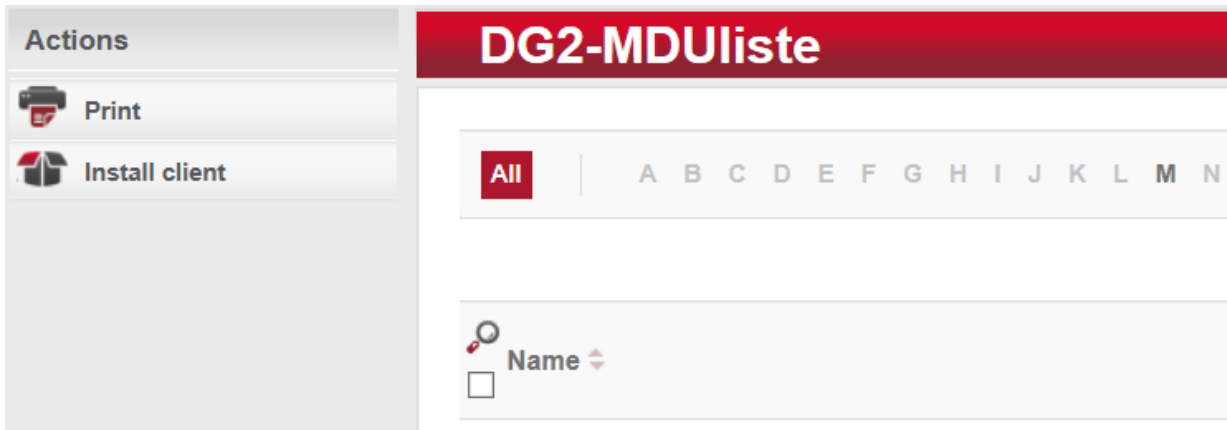 Actions
Print
Install client
DG2-MDUliste
All A B C D E F G H I J K L M N
Name